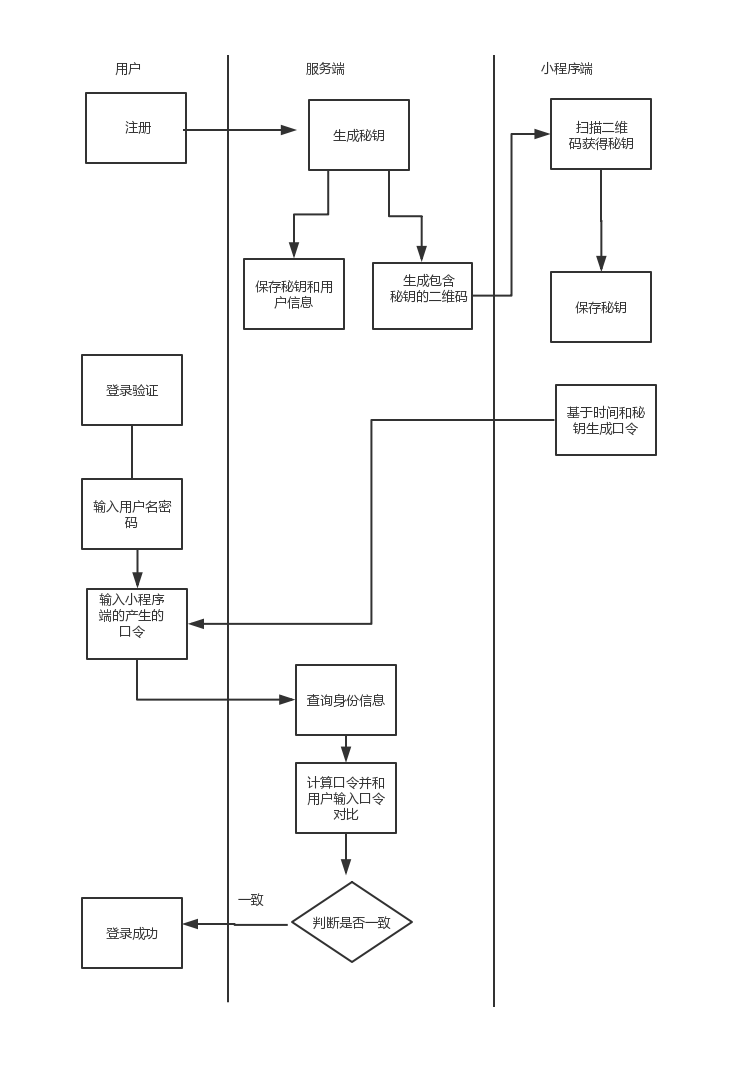 用户
服务端
小程序端
注册
生成秘钥
扫描二维
码获得秘钥
保存秘钥和用
户信息
生成包含
秘钥的二维码
保存秘钥
登录验证
基于时间和秘
钥生成口令
输入用户名密
码
输入小程序
端的产生的
口令
查询身份信息
计算口令并和
用户输入口令
对比
一致
判断是否一致
登录成功